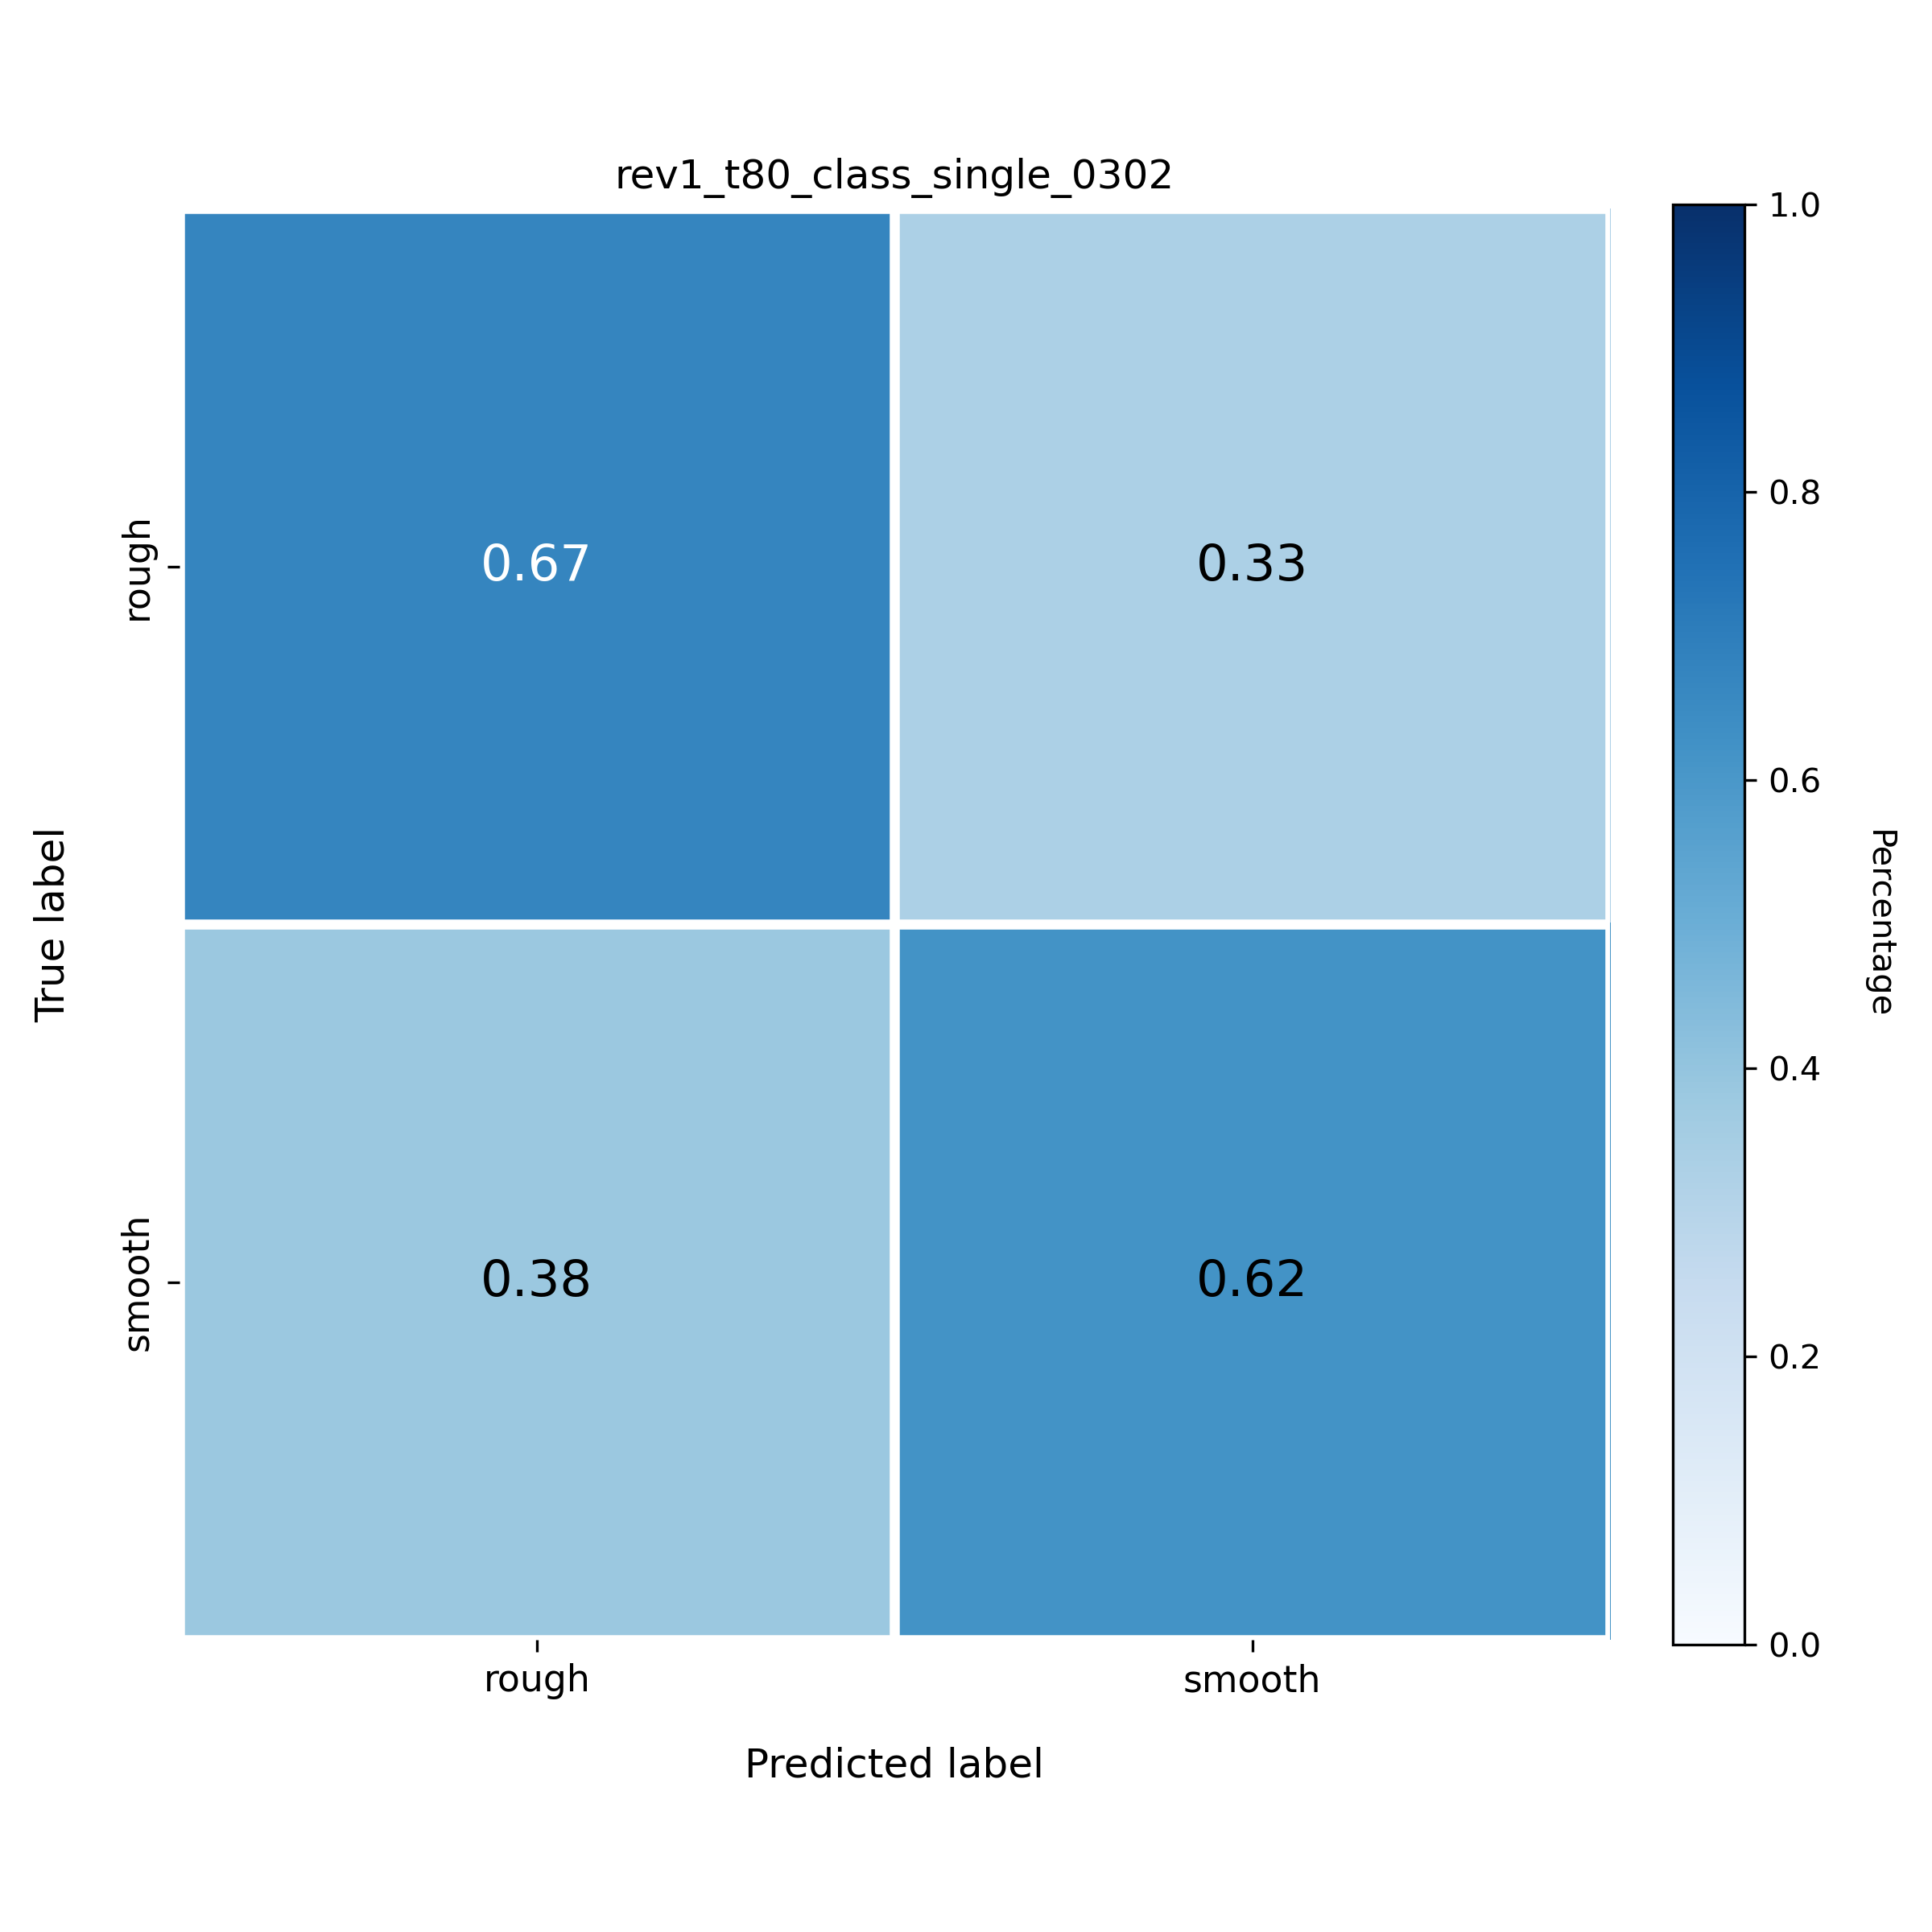 rev1_t80_class_single_0302
True label
rough
0.67
0.33
smooth
0.38
0.62
rough
smooth
Predicted label
1.0
0.8
0.6
0.4
0.2
0.0
Percentage